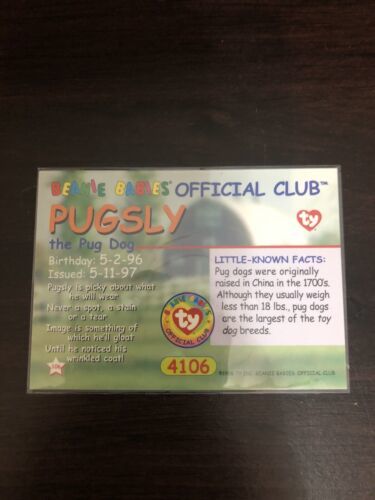 BEANIE BABIES® OFFICIAL CLUB™
PUGSLY
ty
the Pug Dog
Birthday: 5-2-96
Issued: 5-11-97
Pugsly is picky about what
he will wear
Never a spot, a stain
or a tear
Image is something of
which he'll gloat
Until he noticed his
wrinkled coat!
LITTLE-KNOWN FACTS:
Pug dogs were originally
raised in China in the 1700's.
Although they usually weigh
less than 18 lbs., pug dogs
are the largest of the toy
dog breeds.
BEANIE BABIES
ty
OFFICIAL CLUB
4106
TY INC. BEANIE BABIES OFFICIAL CLUB